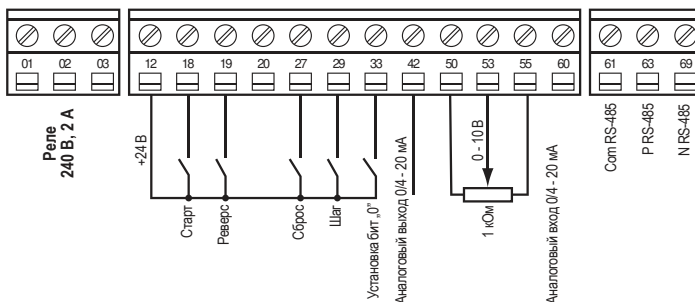 01 02 03
12 18 19 20 27 29 33 42 50 53 55 60
61 63 69
Реле
240 В, 2 А
+24 В
Старт
Реверс
Сброс
Шаг
Установка бит „0”
Аналоговый выход 0/4 - 20 мА
0 - 10 В
1 кОм
Аналоговый вход 0/4 - 20 мА
Com RS-485
P RS-485
N RS-485